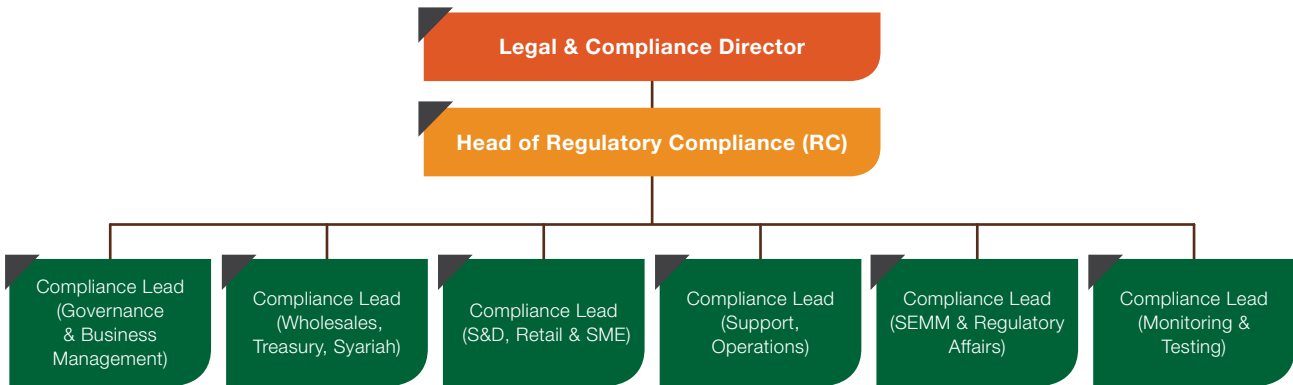 Legal & Compliance Director
Head of Regulatory Compliance (RC)
Compliance Lead
(Governance
& Business
Management)
Compliance Lead
(Wholesales,
Treasury, Syariah)
Compliance Lead
(S&D, Retail & SME)
Compliance Lead
(Support,
Operations)
Compliance Lead
(SEMM & Regulatory
Affairs)
Compliance Lead
(Monitoring &
Testing)